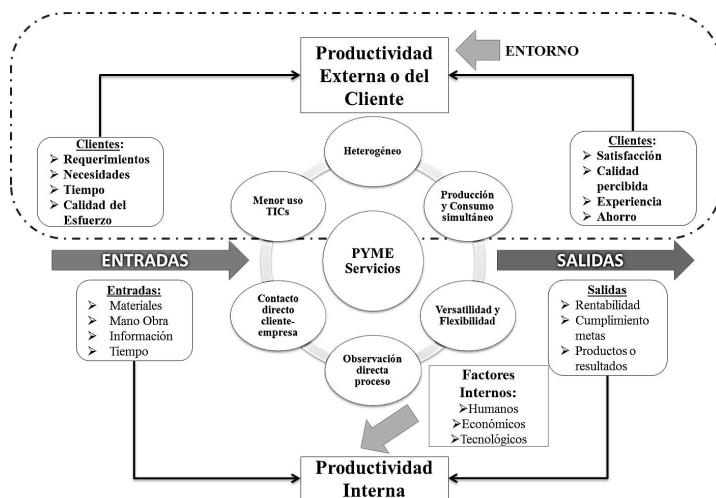 Productividad
Externa o del
Cliente
ENTORNO
Clientes:
➢ Requerimientos
➢ Necesidades
➢ Tiempo
➢ Calidad del
Esfuerzo
Heterogéneo
Menor uso
TICs
Producción
y Consumo
simultáneo
Clientes:
➢ Satisfacción
➢ Calidad
percibida
➢ Experiencia
➢ Ahorro
ENTRADAS
PYME
Servicios
SALIDAS
Entradas:
➢ Materiales
➢ Mano Obra
➢ Información
➢ Tiempo
Contacto
directo
cliente-
empresa
Versatilidad y
Flexibilidad
Salidas
➢ Rentabilidad
➢ Cumplimiento
metas
➢ Productos o
resultados
Observación
directa
proceso
Factores
Internos:
➢Humanos
➢Económicos
➢Tecnológicos
Productividad
Interna